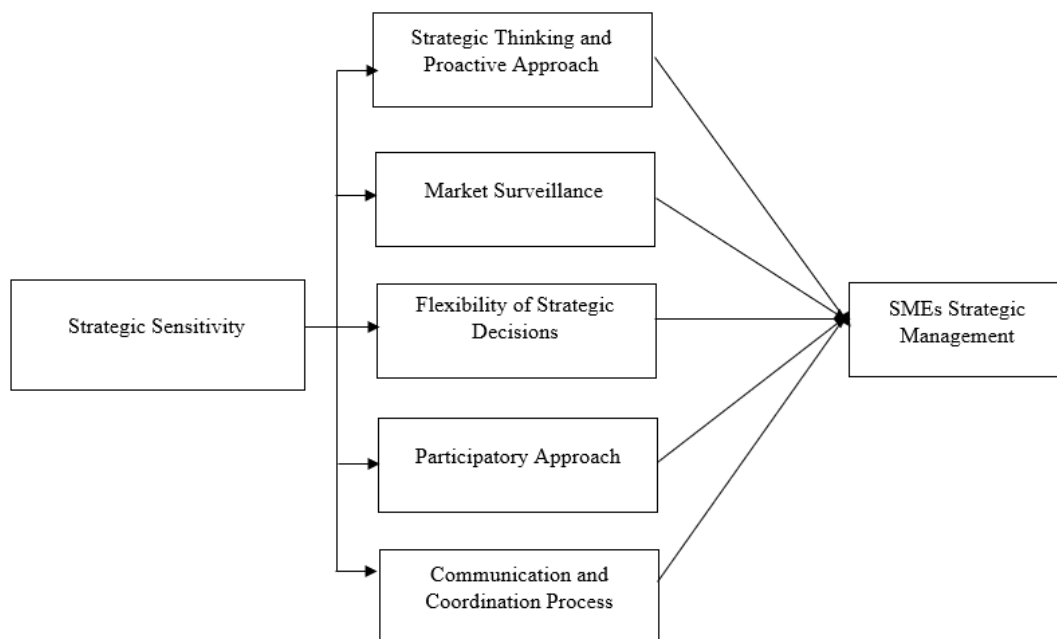 Strategic Thinking and
Proactive Approach
Market Surveillance
Strategic Sensitivity
Flexibility of Strategic
Decisions
SMEs Strategic
Management
Participatory Approach
Communication and
Coordination Process